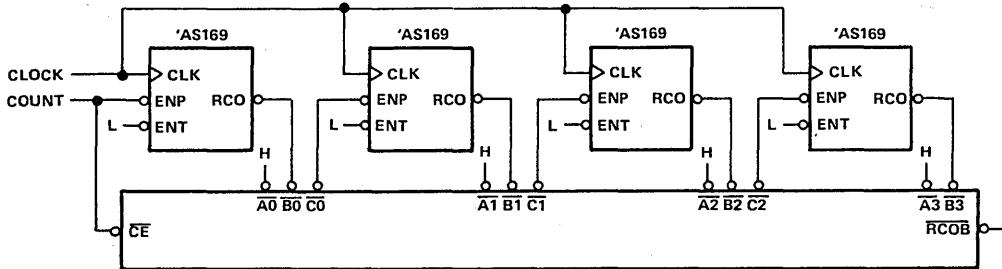 'AS169 'AS169 'AS169 'AS169
CLOCK CLK CLK CLK CLK
COUNT ENP RCO ENP RCO ENP RCO ENP RCO
L ENT L ENT L ENT L ENT
H H H H
A0 B0 C0 A1 B1 C1 A2 B2 C2 A3 B3
CE RCOB